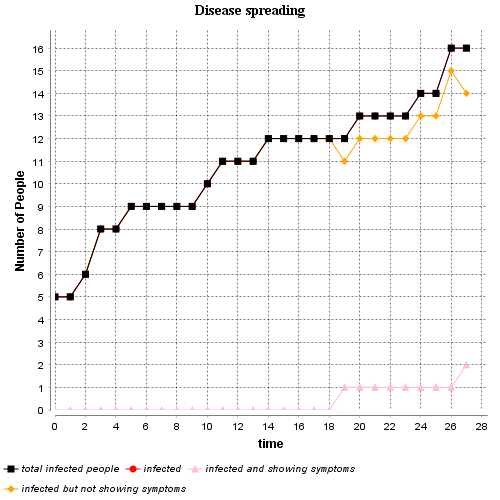 Disease spreading
16
15
14
13
12
11
10
9
8
7
6
5
4
3
2
1
0
Number of People
0 2 4 6 8 10 12 14 16 18 20 22 24 26 28
time
total infected people infected infected and showing symptoms
infected but not showing symptoms